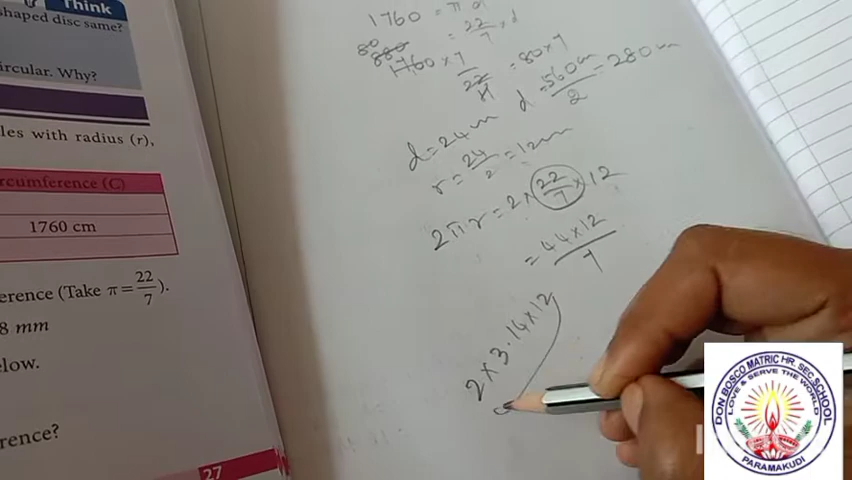 Think
shaped disc same?
ircular. Why?
les with radius (r),
rcumference (C)
1760 cm
erence (Take π = 22/7).
8 mm
elow.
rence?
27
1760 = π d
= 22/7 × d
80
880
1760 × 7/22
11
= 80 × 7
d = 560 cm/2 = 280 cm
d = 24 m
r = 24/2 = 12 m
2πr = 2 × 22/7 × 12
= 44 × 12/7
2 × 3.14 × 12
DON BOSCO MATRIC HR. SEC SCHOOL
LOVE & SERVE THE WORLD
PARAMAKUDI